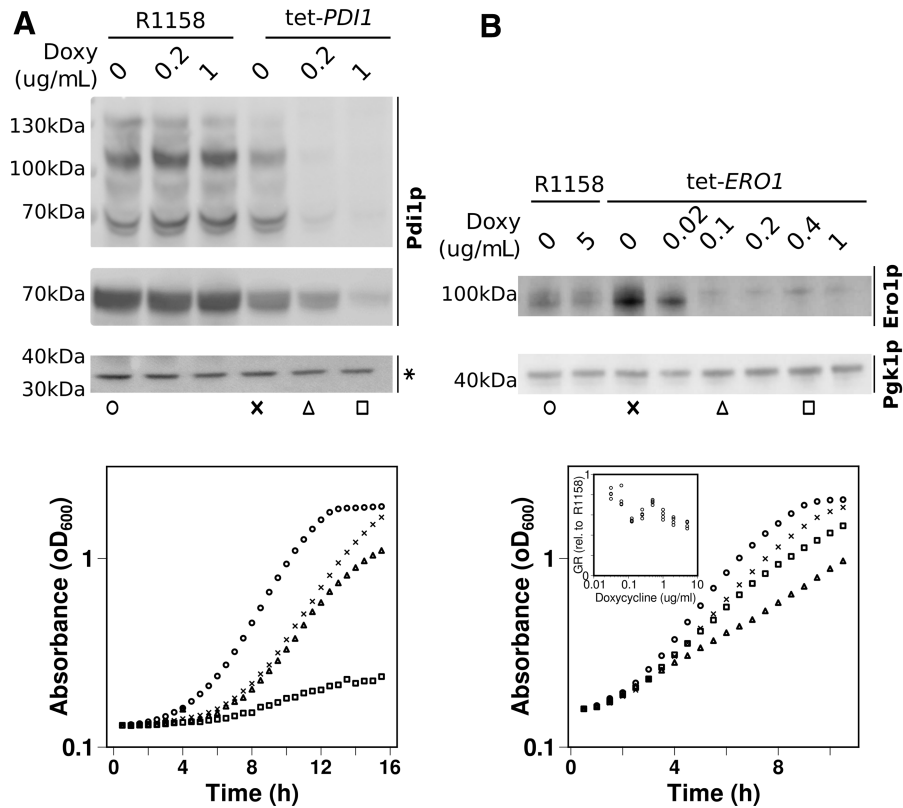 A
R1158
tet-PDI1
Doxy
(ug/mL)
0
0.2
1
0
0.2
1
130kDa
100kDa
70kDa
70kDa
Pdi1p
40kDa
30kDa
*
B
R1158
tet-ERO1
Doxy
(ug/mL)
0
5
0
0.02
0.1
0.2
0.4
1
100kDa
Ero1p
40kDa
Pgk1p
Absorbance (oD600)
1
0.1
0
4
8
12
16
Time (h)
Absorbance (oD600)
1
0.1
0
4
8
Time (h)
GR (rel. to R1158)
1
0
0.01
0.1
1
10
Doxycycline (ug/ml)